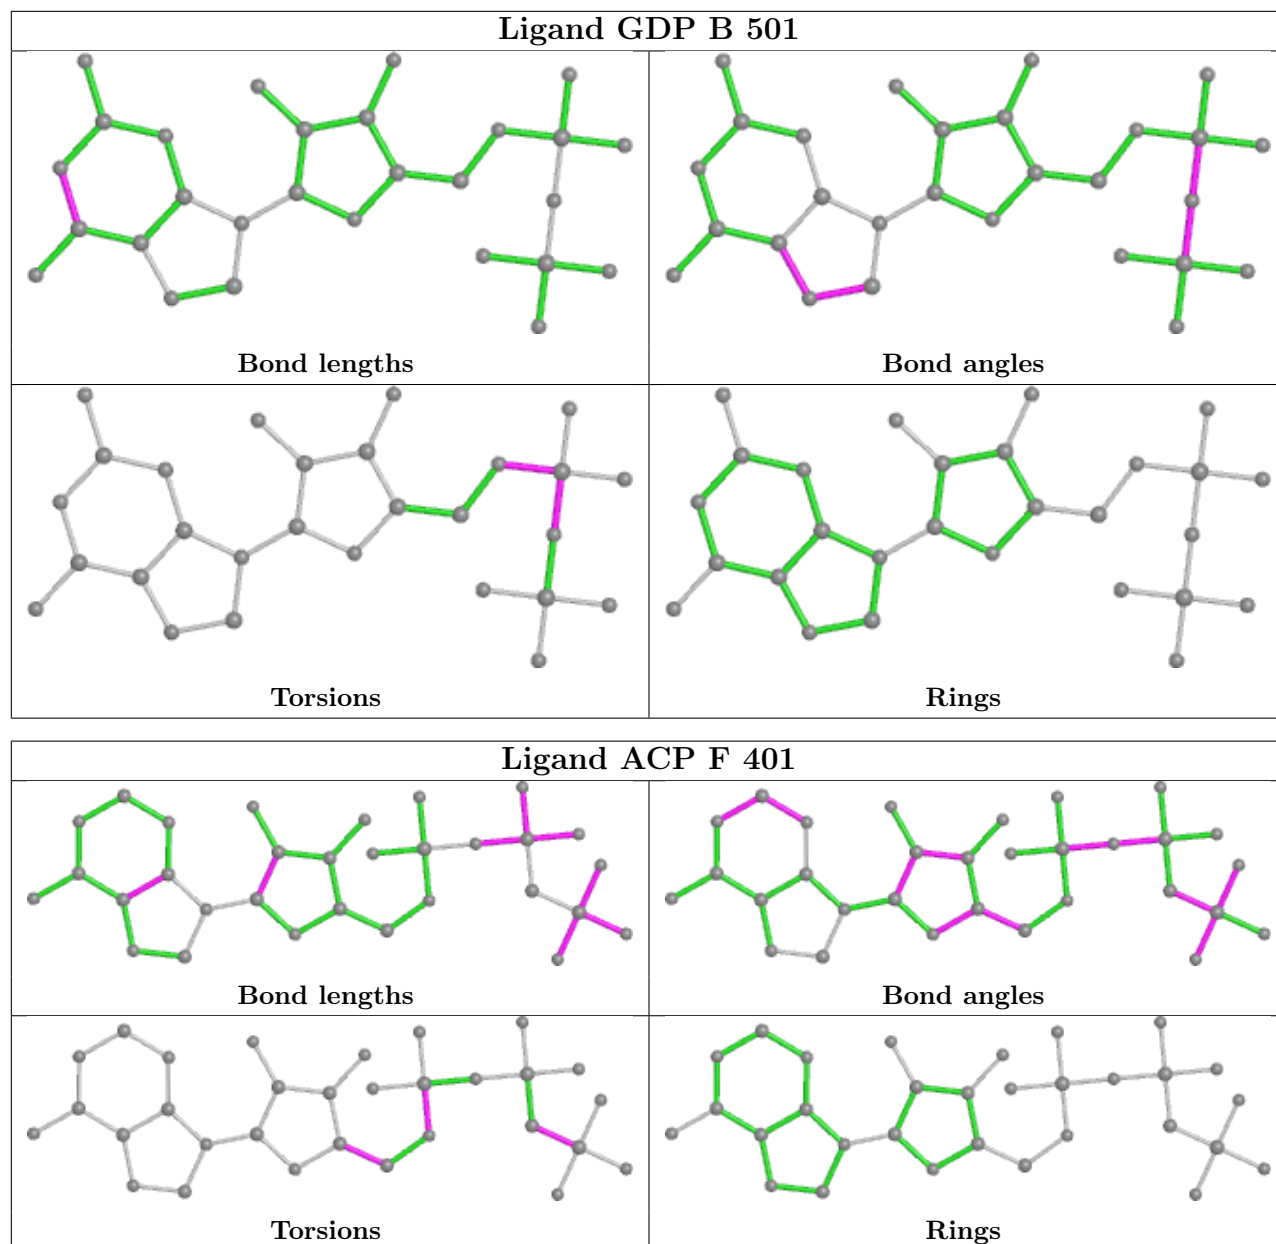 Ligand GDP B 501
Bond lengths
Bond angles
Torsions
Rings
Ligand ACP F 401
Bond lengths
Bond angles
Torsions
Rings